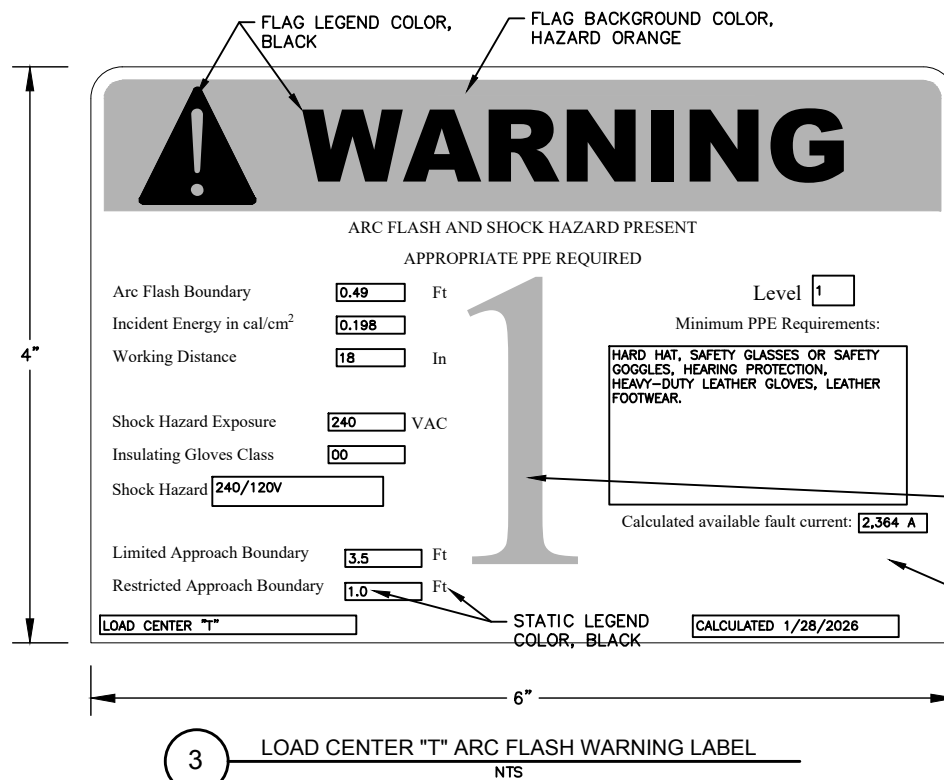 FLAG LEGEND COLOR,
BLACK
FLAG BACKGROUND COLOR,
HAZARD ORANGE
WARNING
ARC FLASH AND SHOCK HAZARD PRESENT
APPROPRIATE PPE REQUIRED
Arc Flash Boundary 0.49 Ft
Incident Energy in cal/cm² 0.198
Working Distance 18 In
Shock Hazard Exposure 240 VAC
Insulating Gloves Class 00
Shock Hazard 240/120V
Limited Approach Boundary 3.5 Ft
Restricted Approach Boundary 1.0 Ft
1
Level 1
Minimum PPE Requirements:
HARD HAT, SAFETY GLASSES OR SAFETY
GOGGLES, HEARING PROTECTION,
HEAVY-DUTY LEATHER GLOVES, LEATHER
FOOTWEAR.
Calculated available fault current: 2,364 A
LOAD CENTER "T"
STATIC LEGEND
COLOR, BLACK
CALCULATED 1/28/2026
4"
6"
3 LOAD CENTER "T" ARC FLASH WARNING LABEL
NTS